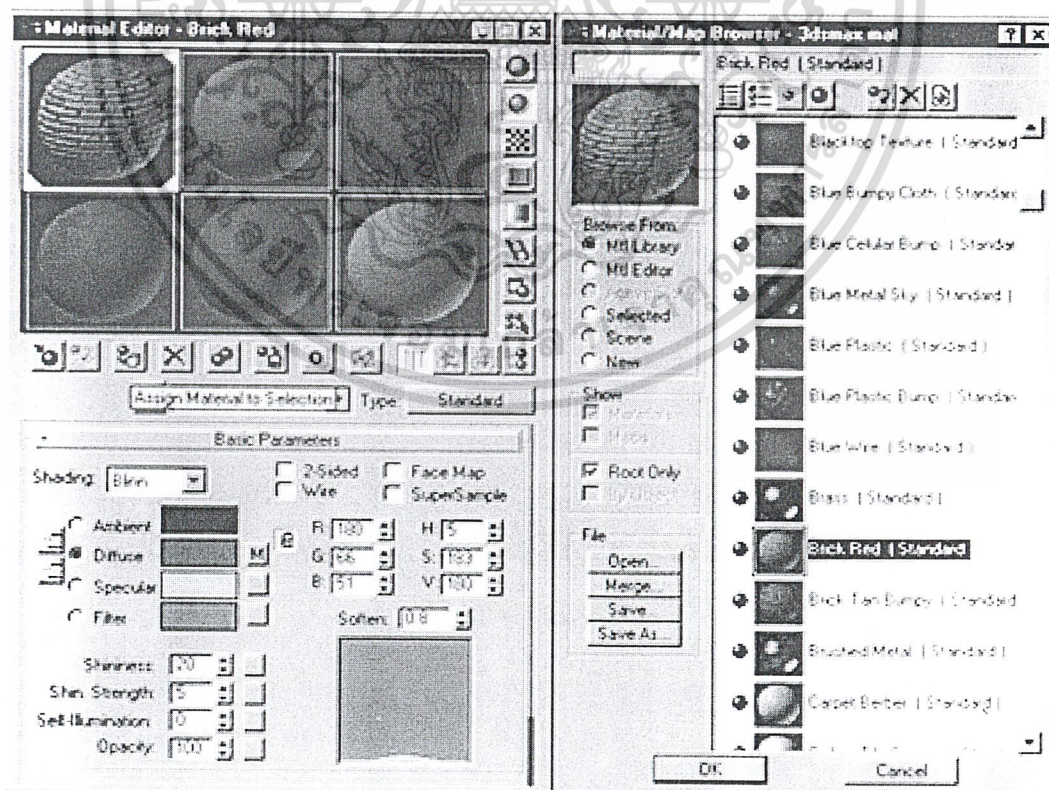 Material Editor - Brick Red
Assign Material to Selection
Type:
Standard
Basic Parameters
Shading: Blinn
2-Sided
Face Map
Wire
SuperSample
Ambient
R: 180
H: 5
Diffuse
M
G: 66
S: 183
Specular
B: 51
V: 180
Filter
Soften: 0.8
Shininess: 20
Shin. Strength: 5
Self-Illumination: 0
Opacity: 100
Material/Map Browser - 3dsmax.mat
Brick Red ( Standard )
Browse From:
Mtl Library
Mtl Editor
Selected
Scene
New
Show
Root Only
File
Open...
Merge...
Save...
Save As...
Blacktop Texture ( Standard
Blue Bumpy Cloth ( Standard
Blue Celular Bump ( Standar
Blue Metal Sky ( Standard )
Blue Plastic ( Standard )
Blue Plastic Bump ( Standar
Blue Wire ( Standard )
Brass ( Standard )
Brick Red ( Standard
Brick Tan Bumpy ( Standard
Brushed Metal ( Standard )
Carpet Berber ( Standard )
OK
Cancel